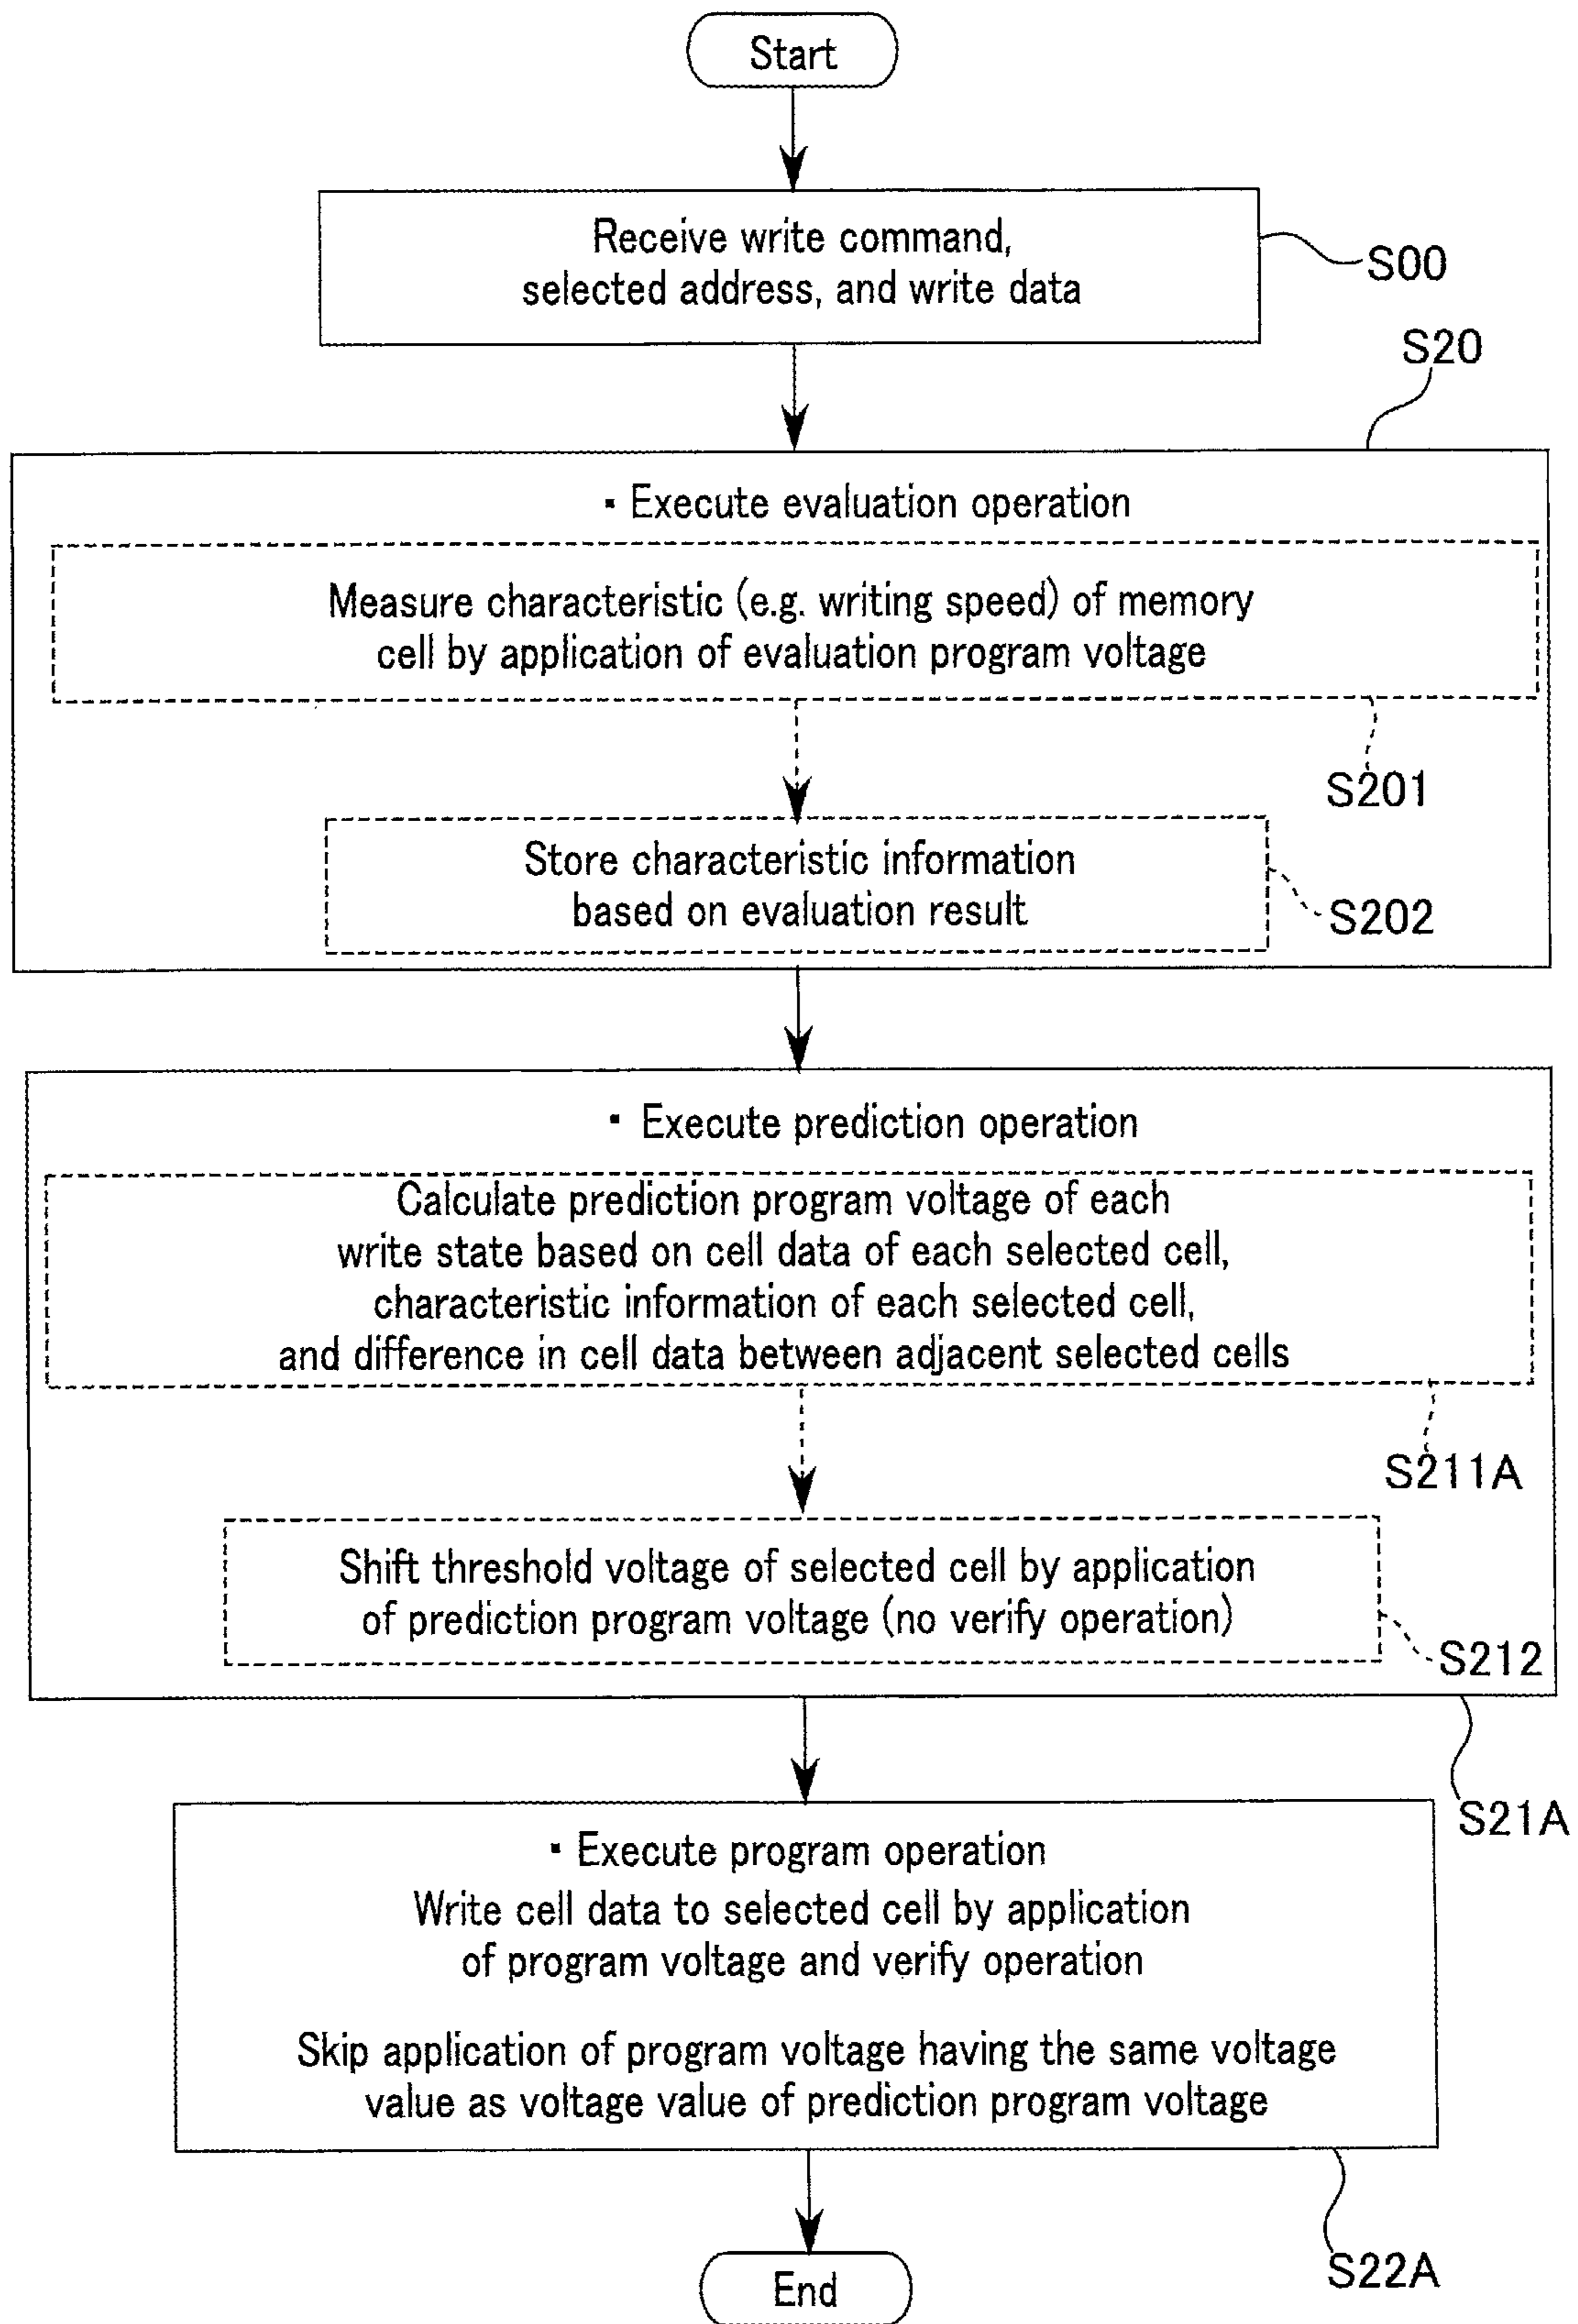 Start
Receive write command,
selected address, and write data
S00
S20
▪ Execute evaluation operation
Measure characteristic (e.g. writing speed) of memory
cell by application of evaluation program voltage
S201
Store characteristic information
based on evaluation result
S202
▪ Execute prediction operation
Calculate prediction program voltage of each
write state based on cell data of each selected cell,
characteristic information of each selected cell,
and difference in cell data between adjacent selected cells
S211A
Shift threshold voltage of selected cell by application
of prediction program voltage (no verify operation)
S212
S21A
▪ Execute program operation
Write cell data to selected cell by application
of program voltage and verify operation
Skip application of program voltage having the same voltage
value as voltage value of prediction program voltage
S22A
End